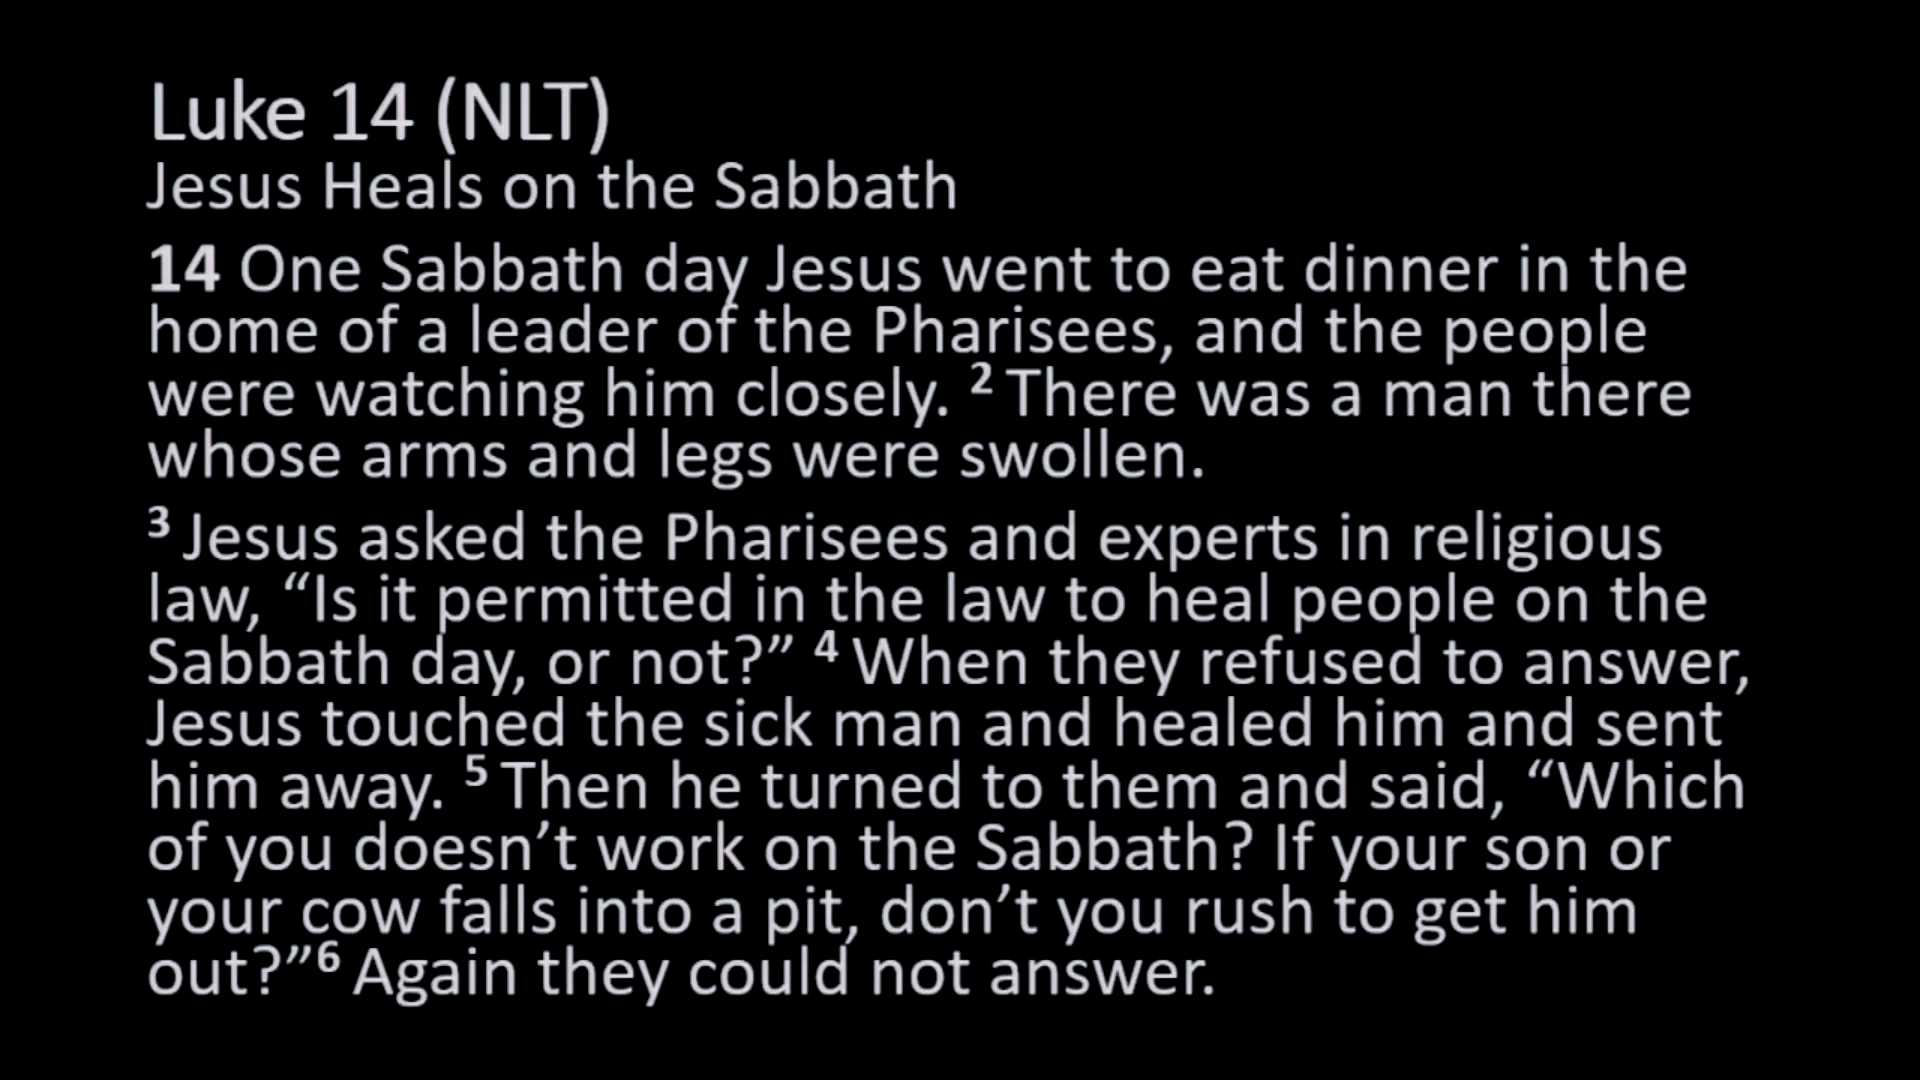 Luke 14 (NLT)
Jesus Heals on the Sabbath
14 One Sabbath day Jesus went to eat dinner in the
home of a leader of the Pharisees, and the people
were watching him closely. 2 There was a man there
whose arms and legs were swollen.
3 Jesus asked the Pharisees and experts in religious
law, “Is it permitted in the law to heal people on the
Sabbath day, or not?” 4 When they refused to answer,
Jesus touched the sick man and healed him and sent
him away. 5 Then he turned to them and said, “Which
of you doesn’t work on the Sabbath? If your son or
your cow falls into a pit, don’t you rush to get him
out?”6 Again they could not answer.